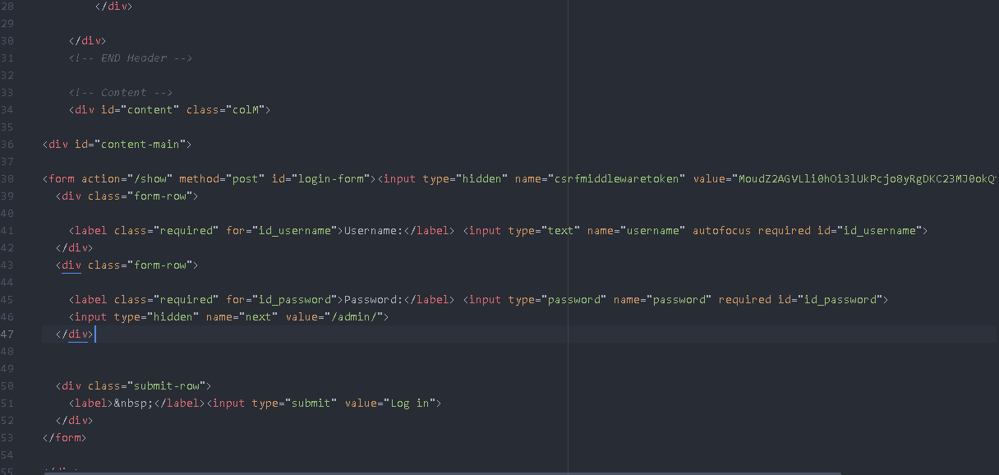 28 </div>
29
30 </div>
31 <!-- END Header -->
32
33 <!-- Content -->
34 <div id="content" class="colM">
35
36 <div id="content-main">
37
38 <form action="/show" method="post" id="login-form"><input type="hidden" name="csrfmiddlewaretoken" value="MoudZ2AGVLli0hOi3lUkPcjo8yRgDKC23MJ0okQ
39 <div class="form-row">
40
41 <label class="required" for="id_username">Username:</label> <input type="text" name="username" autofocus required id="id_username">
42 </div>
43 <div class="form-row">
44
45 <label class="required" for="id_password">Password:</label> <input type="password" name="password" required id="id_password">
46 <input type="hidden" name="next" value="/admin/">
47 </div>
48
49
50 <div class="submit-row">
51 <label>&nbsp;</label><input type="submit" value="Log in">
52 </div>
53 </form>
54
55